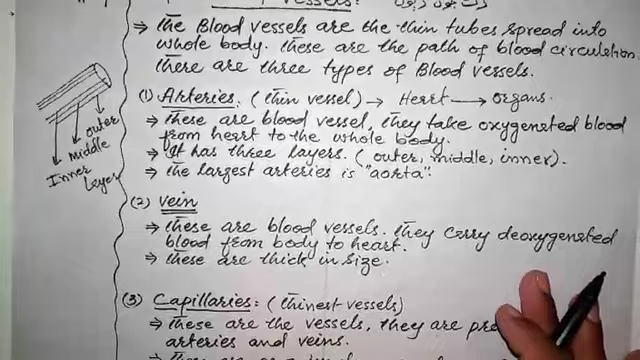 ⇒ The Blood vessels are the thin tubes spread into
whole body. These are the path of blood circulation
There are three types of Blood vessels.
(1) Arteries. (thin vessel) → Heart → organs.
⇒ These are blood vessel, They take oxygenated blood
from heart to the whole body.
⇒ It has three layers. (outer, middle, inner).
⇒ The largest arteries is "aorta".
outer
Middle
Inner
Layer
(2) vein
⇒ These are blood vessels. They carry deoxygenated
blood from body to heart.
⇒ These are thick in size.
(3) Capillaries: (thinest vessels)
⇒ These are the vessels, they are pre
arteries and veins.